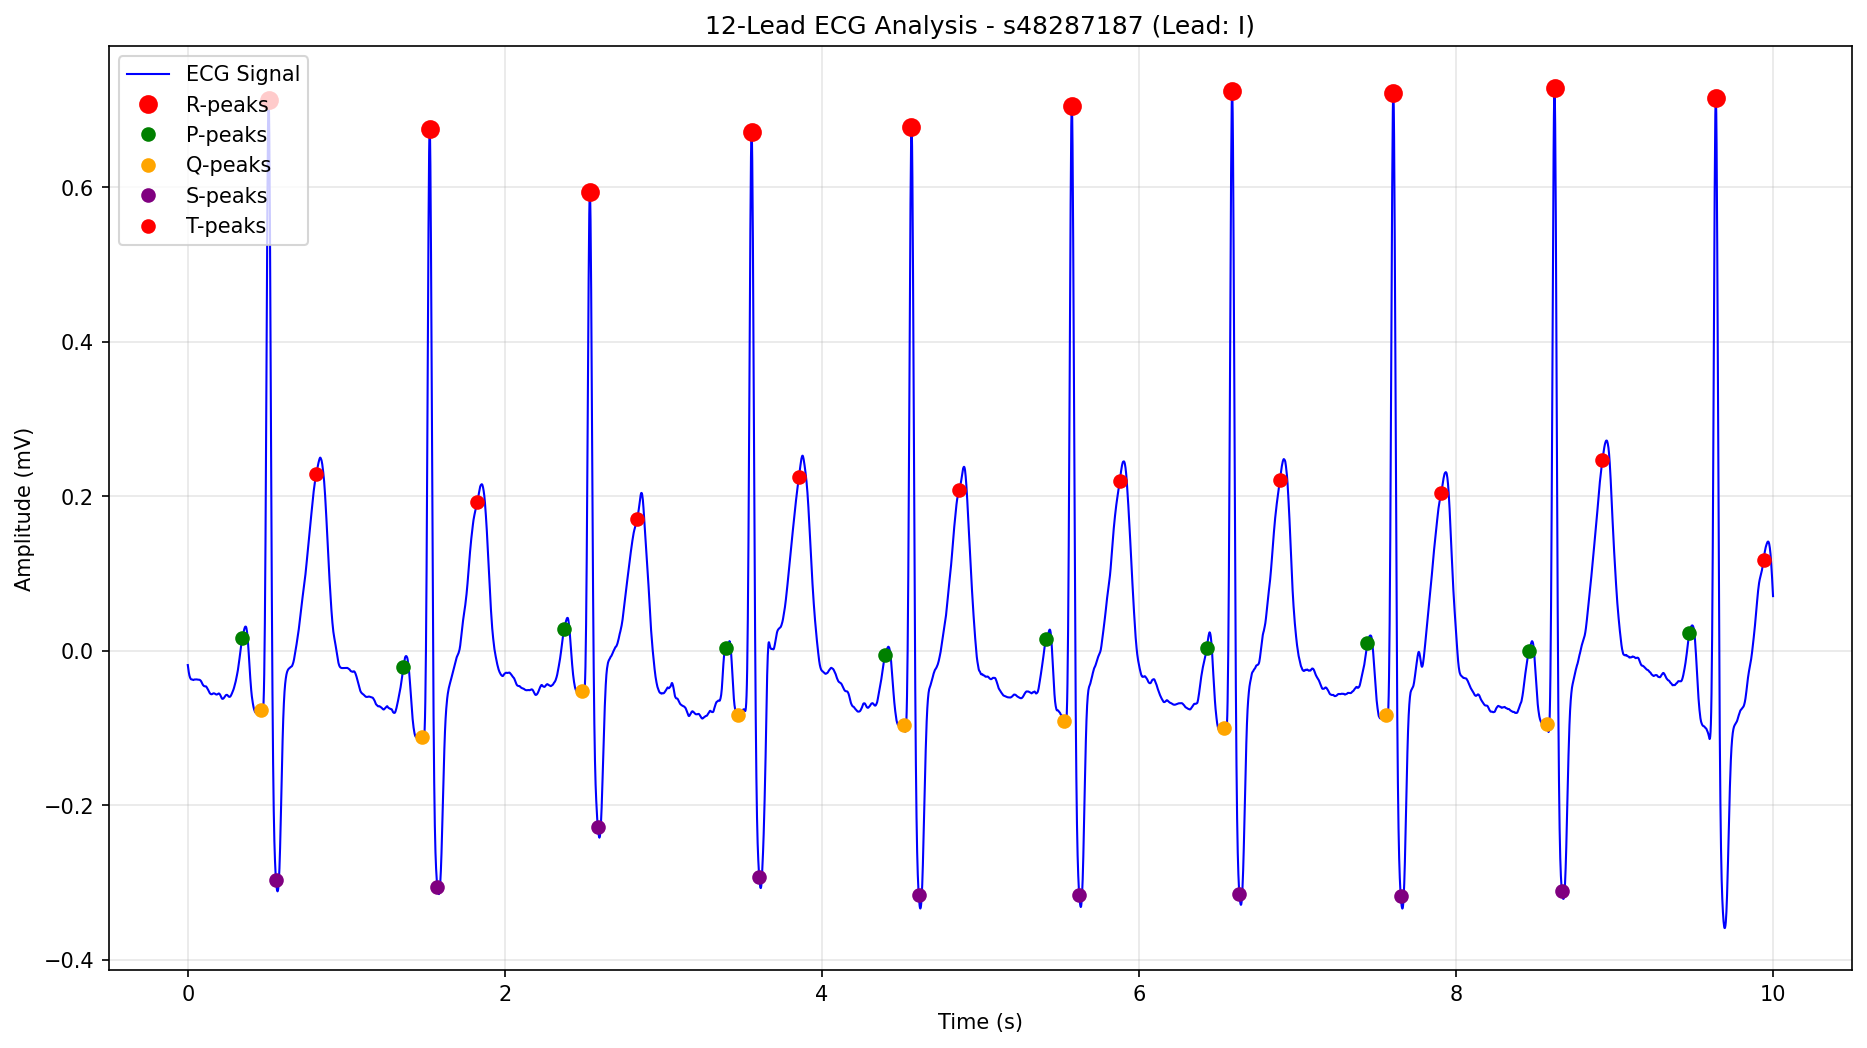 12-Lead ECG Analysis - s48287187 (Lead: I)
ECG Signal
R-peaks
P-peaks
Q-peaks
S-peaks
T-peaks
0.6
0.4
0.2
0.0
−0.2
−0.4
Amplitude (mV)
0 2 4 6 8 10
Time (s)